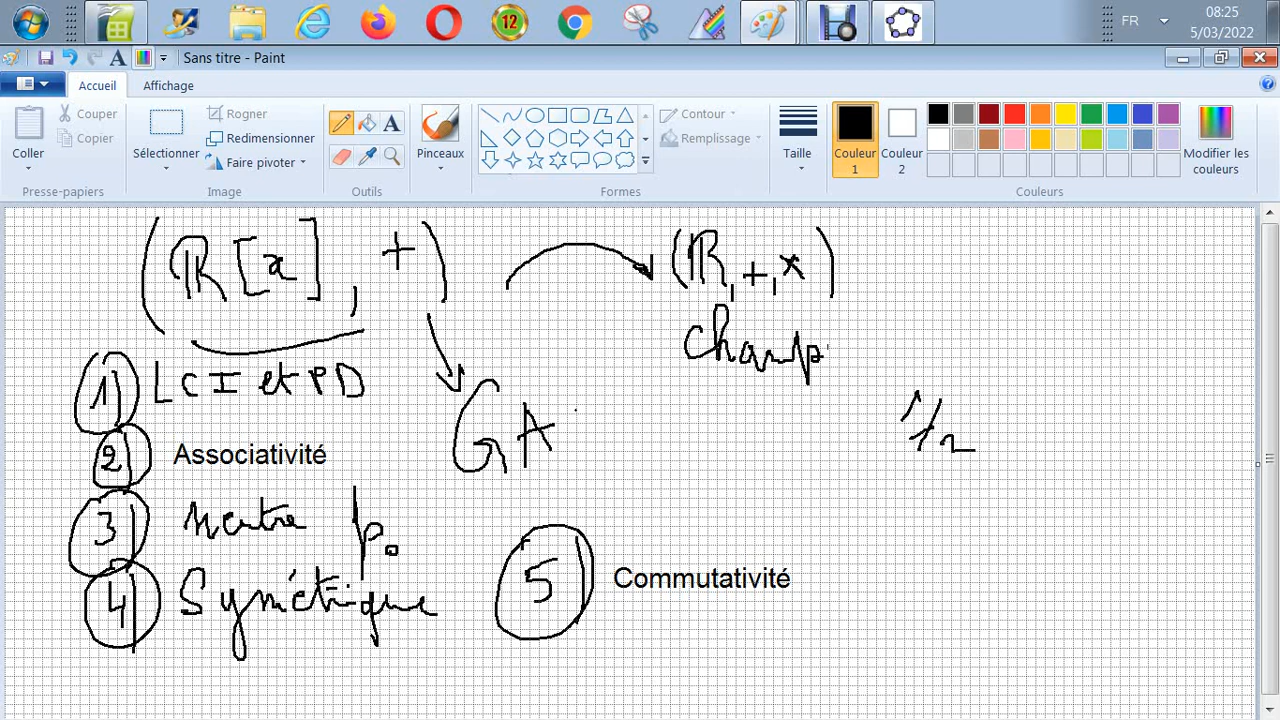 12
FR
08:25
5/03/2022
Sans titre - Paint
Accueil
Affichage
Coller
Couper
Copier
Presse-papiers
Sélectionner
Rogner
Redimensionner
Faire pivoter
Image
Outils
Pinceaux
Contour
Remplissage
Formes
Taille
Couleur 1
Couleur 2
Modifier les couleurs
Couleurs
(ℝ[x], +)
(ℝ, +, ×)
champ
1) LCI et PD
GA
1/2
2) Associativité
3) Neutre p₀
4) Symétrique
5) Commutativité